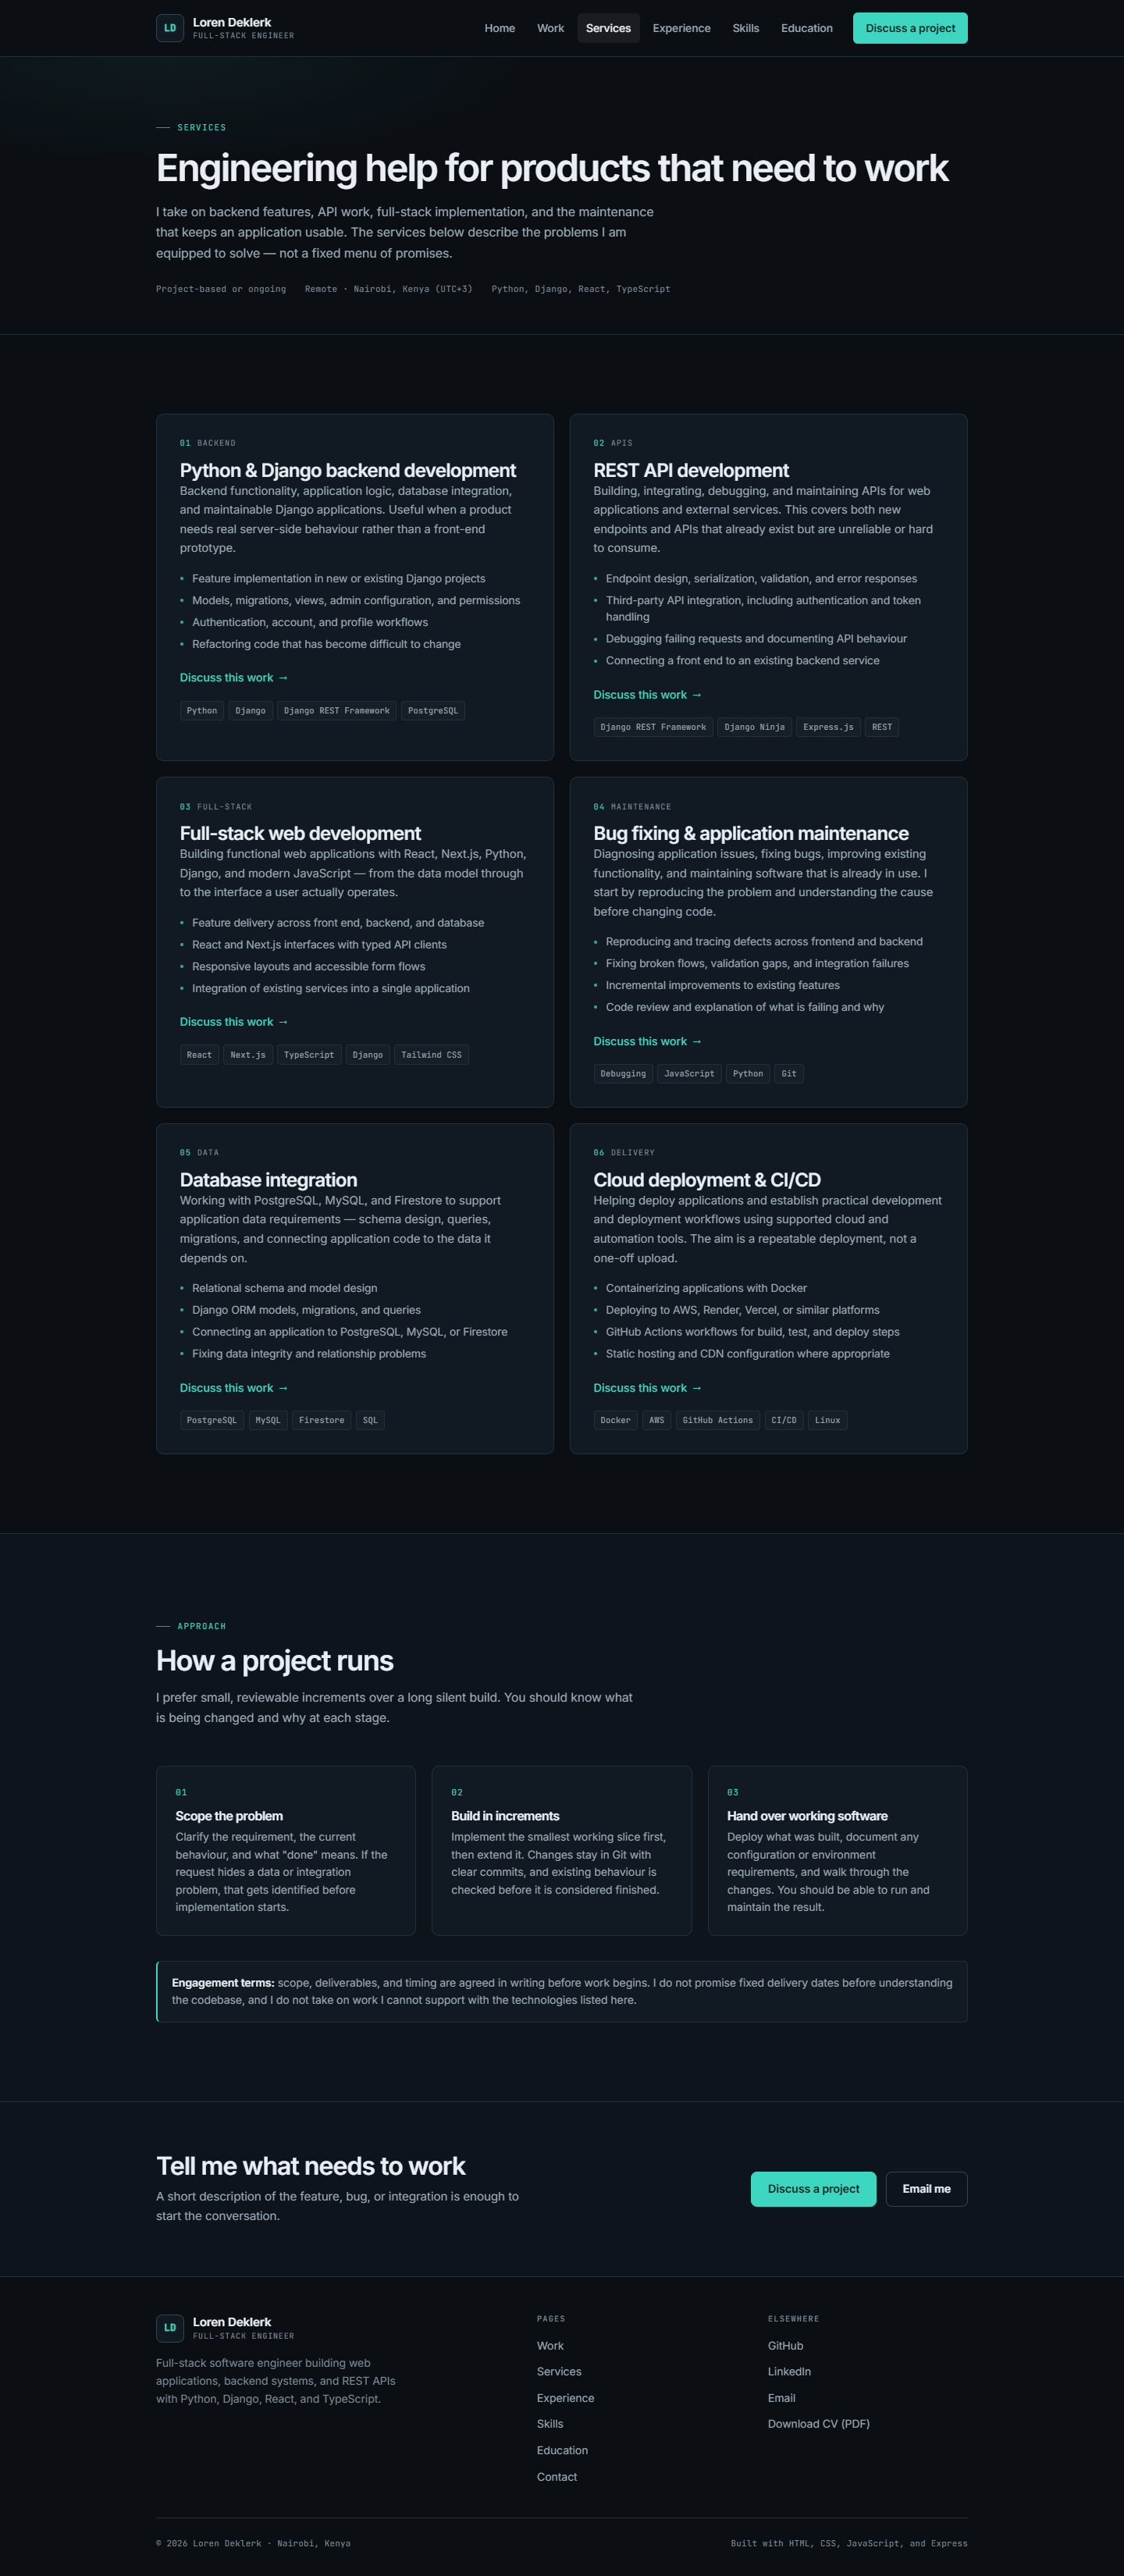 LD
Loren Deklerk
FULL-STACK ENGINEER
Home Work Services Experience Skills Education Discuss a project
SERVICES
Engineering help for products that need to work
I take on backend features, API work, full-stack implementation, and the maintenance
that keeps an application usable. The services below describe the problems I am
equipped to solve — not a fixed menu of promises.
Project-based or ongoing Remote · Nairobi, Kenya (UTC+3) Python, Django, React, TypeScript
01 BACKEND
Python & Django backend development
Backend functionality, application logic, database integration,
and maintainable Django applications. Useful when a product
needs real server-side behaviour rather than a front-end
prototype.
• Feature implementation in new or existing Django projects
• Models, migrations, views, admin configuration, and permissions
• Authentication, account, and profile workflows
• Refactoring code that has become difficult to change
Discuss this work →
Python Django Django REST Framework PostgreSQL
02 APIS
REST API development
Building, integrating, debugging, and maintaining APIs for web
applications and external services. This covers both new
endpoints and APIs that already exist but are unreliable or hard
to consume.
• Endpoint design, serialization, validation, and error responses
• Third-party API integration, including authentication and token
handling
• Debugging failing requests and documenting API behaviour
• Connecting a front end to an existing backend service
Discuss this work →
Django REST Framework Django Ninja Express.js REST
03 FULL-STACK
Full-stack web development
Building functional web applications with React, Next.js, Python,
Django, and modern JavaScript — from the data model through
to the interface a user actually operates.
• Feature delivery across front end, backend, and database
• React and Next.js interfaces with typed API clients
• Responsive layouts and accessible form flows
• Integration of existing services into a single application
Discuss this work →
React Next.js TypeScript Django Tailwind CSS
04 MAINTENANCE
Bug fixing & application maintenance
Diagnosing application issues, fixing bugs, improving existing
functionality, and maintaining software that is already in use. I
start by reproducing the problem and understanding the cause
before changing code.
• Reproducing and tracing defects across frontend and backend
• Fixing broken flows, validation gaps, and integration failures
• Incremental improvements to existing features
• Code review and explanation of what is failing and why
Discuss this work →
Debugging JavaScript Python Git
05 DATA
Database integration
Working with PostgreSQL, MySQL, and Firestore to support
application data requirements — schema design, queries,
migrations, and connecting application code to the data it
depends on.
• Relational schema and model design
• Django ORM models, migrations, and queries
• Connecting an application to PostgreSQL, MySQL, or Firestore
• Fixing data integrity and relationship problems
Discuss this work →
PostgreSQL MySQL Firestore SQL
06 DELIVERY
Cloud deployment & CI/CD
Helping deploy applications and establish practical development
and deployment workflows using supported cloud and
automation tools. The aim is a repeatable deployment, not a
one-off upload.
• Containerizing applications with Docker
• Deploying to AWS, Render, Vercel, or similar platforms
• GitHub Actions workflows for build, test, and deploy steps
• Static hosting and CDN configuration where appropriate
Discuss this work →
Docker AWS GitHub Actions CI/CD Linux
APPROACH
How a project runs
I prefer small, reviewable increments over a long silent build. You should know what
is being changed and why at each stage.
01
Scope the problem
Clarify the requirement, the current
behaviour, and what "done" means. If the
request hides a data or integration
problem, that gets identified before
implementation starts.
02
Build in increments
Implement the smallest working slice first,
then extend it. Changes stay in Git with
clear commits, and existing behaviour is
checked before it is considered finished.
03
Hand over working software
Deploy what was built, document any
configuration or environment
requirements, and walk through the
changes. You should be able to run and
maintain the result.
Engagement terms: scope, deliverables, and timing are agreed in writing before work begins. I do not promise fixed delivery dates before understanding
the codebase, and I do not take on work I cannot support with the technologies listed here.
Tell me what needs to work
A short description of the feature, bug, or integration is enough to
start the conversation.
Discuss a project Email me
LD
Loren Deklerk
FULL-STACK ENGINEER
Full-stack software engineer building web
applications, backend systems, and REST APIs
with Python, Django, React, and TypeScript.
PAGES
Work
Services
Experience
Skills
Education
Contact
ELSEWHERE
GitHub
LinkedIn
Email
Download CV (PDF)
© 2026 Loren Deklerk · Nairobi, Kenya
Built with HTML, CSS, JavaScript, and Express